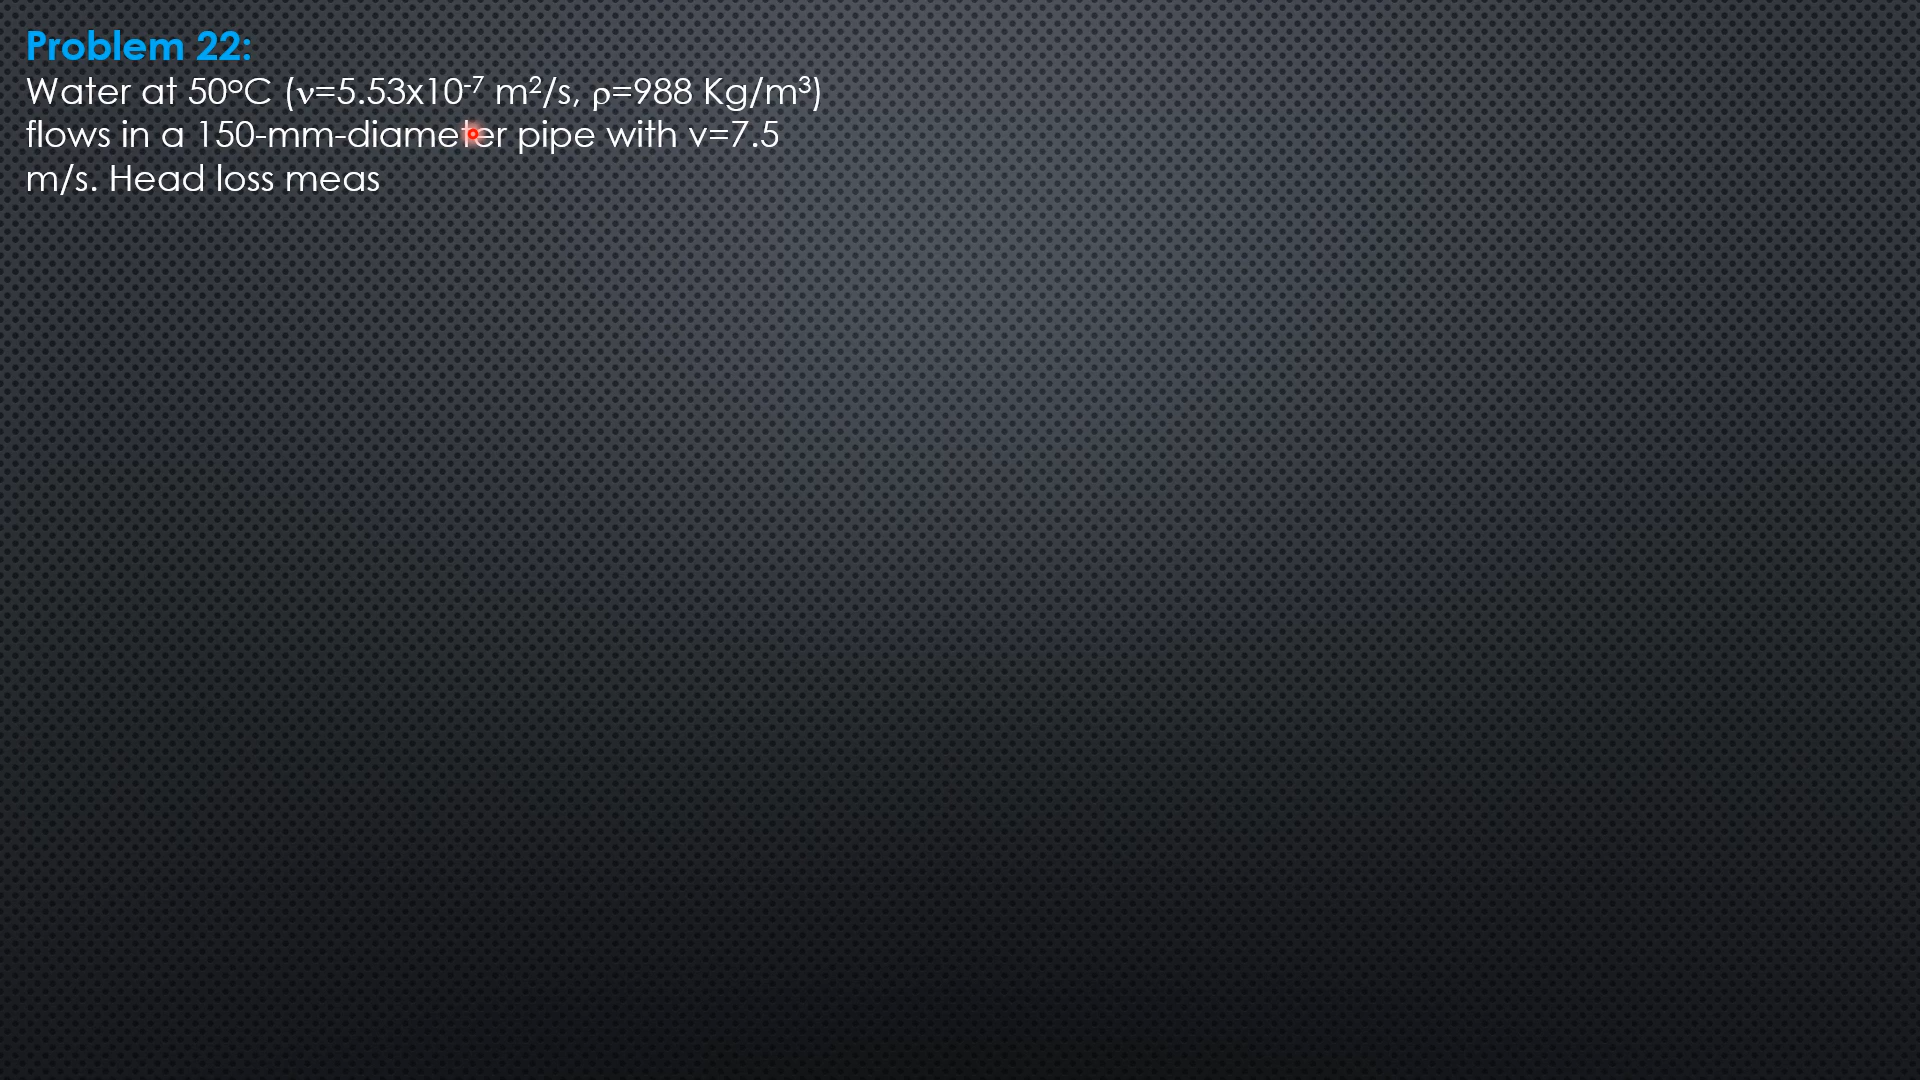 Problem 22:
Water at 50°C (ν=5.53x10⁻⁷ m²/s, ρ=988 Kg/m³)
flows in a 150-mm-diameter pipe with v=7.5
m/s. Head loss meas